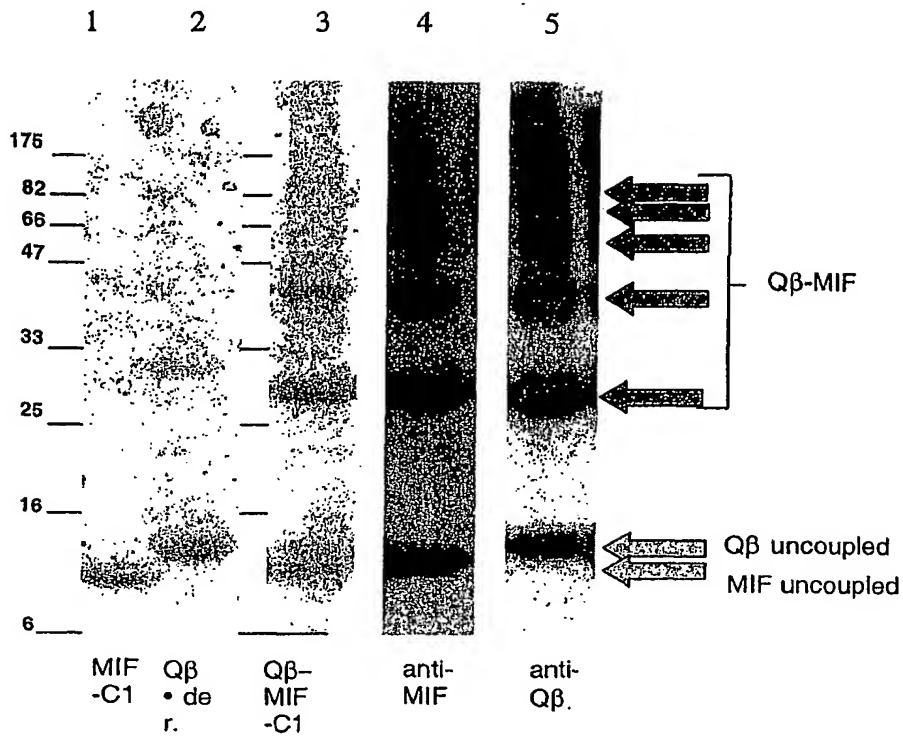 1 2 3 4 5
175
82
66
47
Qβ-MIF
33
25
16
Qβ uncoupled
MIF uncoupled
6
MIF -C1
Qβ • de r.
Qβ– MIF -C1
anti- MIF
anti- Qβ.